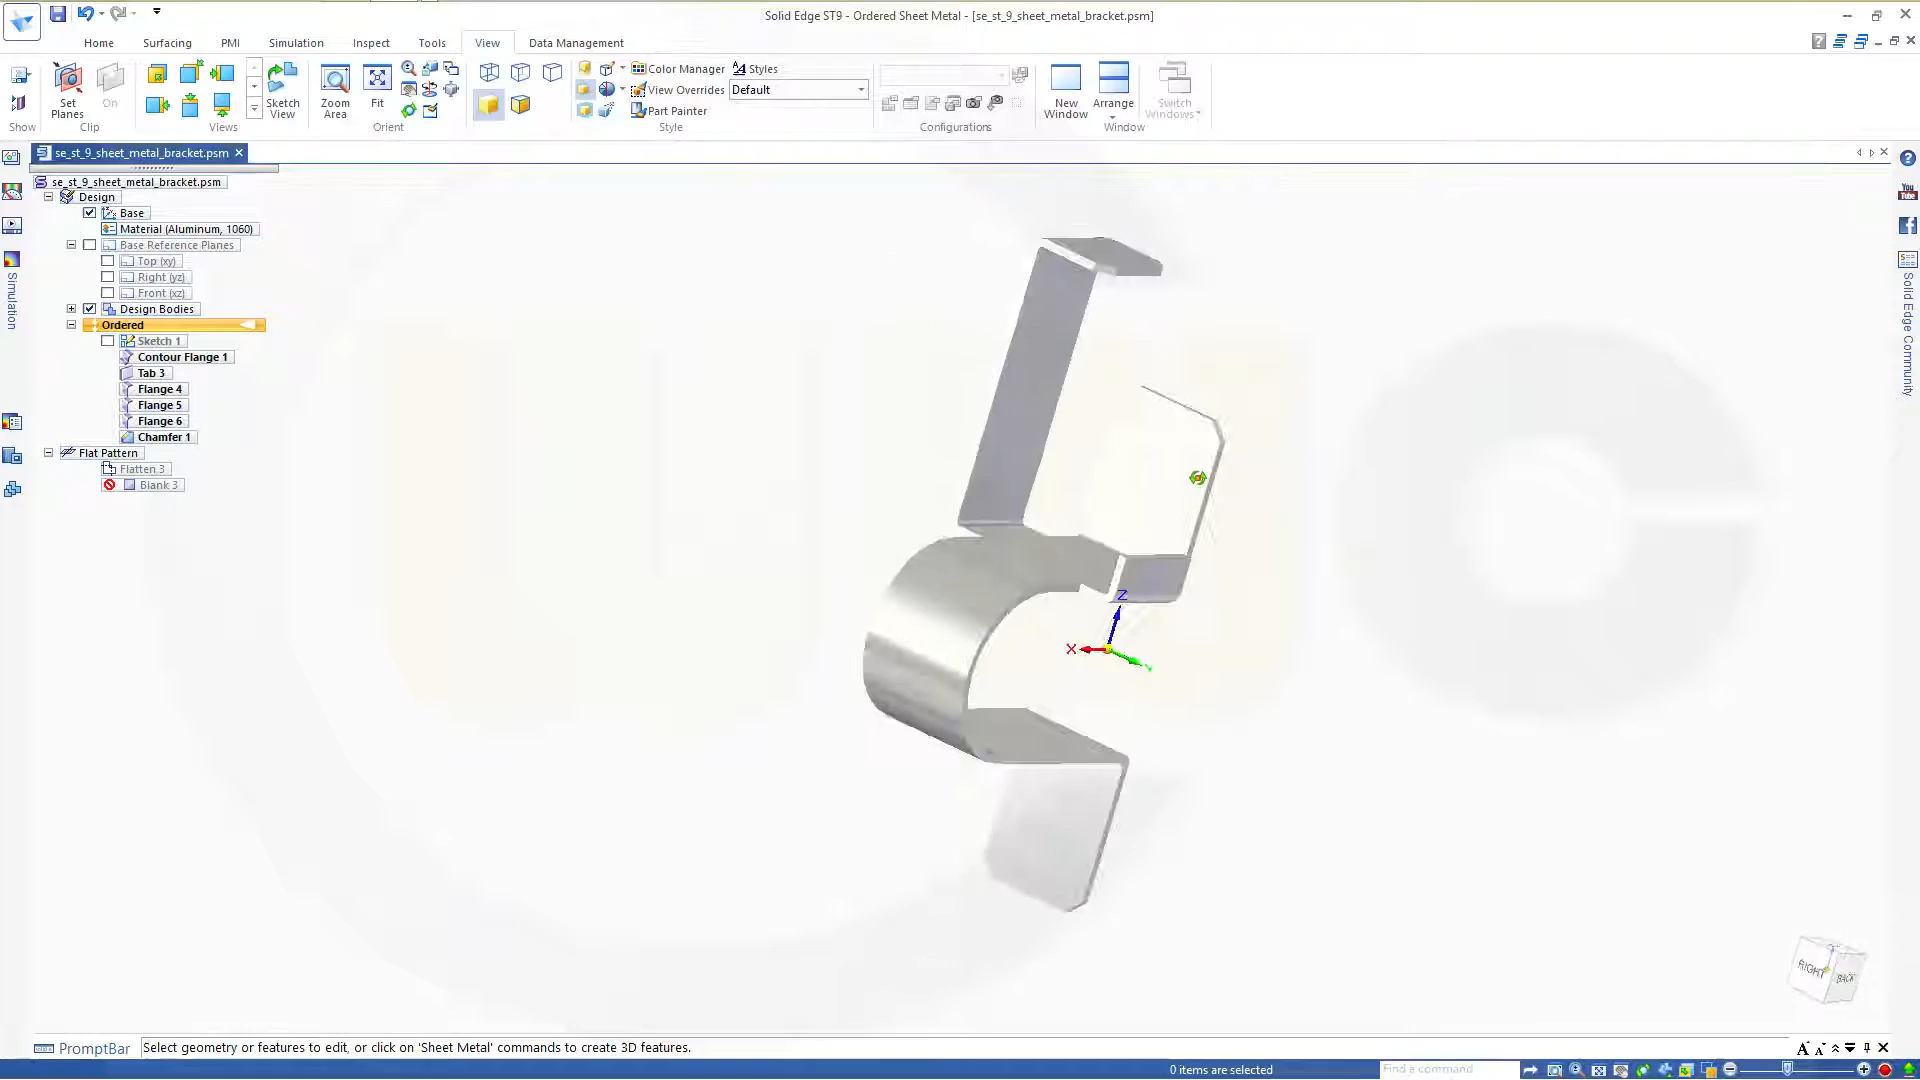 Solid Edge ST9 - Ordered Sheet Metal - [se_st_9_sheet_metal_bracket.psm]
Home Surfacing PMI Simulation Inspect Tools View Data Management
Set Planes
On
Sketch View
Zoom Area
Fit
Color Manager
Styles
View Overrides
Default
Part Painter
New Window
Arrange
Switch Windows
Show Clip Views Orient Style Configurations Window
se_st_9_sheet_metal_bracket.psm
se_st_9_sheet_metal_bracket.psm
Design
Base
Material (Aluminum, 1060)
Base Reference Planes
Top (xy)
Right (yz)
Front (xz)
Design Bodies
Ordered
Sketch 1
Contour Flange 1
Tab 3
Flange 4
Flange 5
Flange 6
Chamfer 1
Flat Pattern
Flatten 3
Blank 3
Simulation
You Tube
Solid Edge Community
Z
X
RIGHT
BACK
PromptBar
Select geometry or features to edit, or click on 'Sheet Metal' commands to create 3D features.
0 items are selected
Find a command